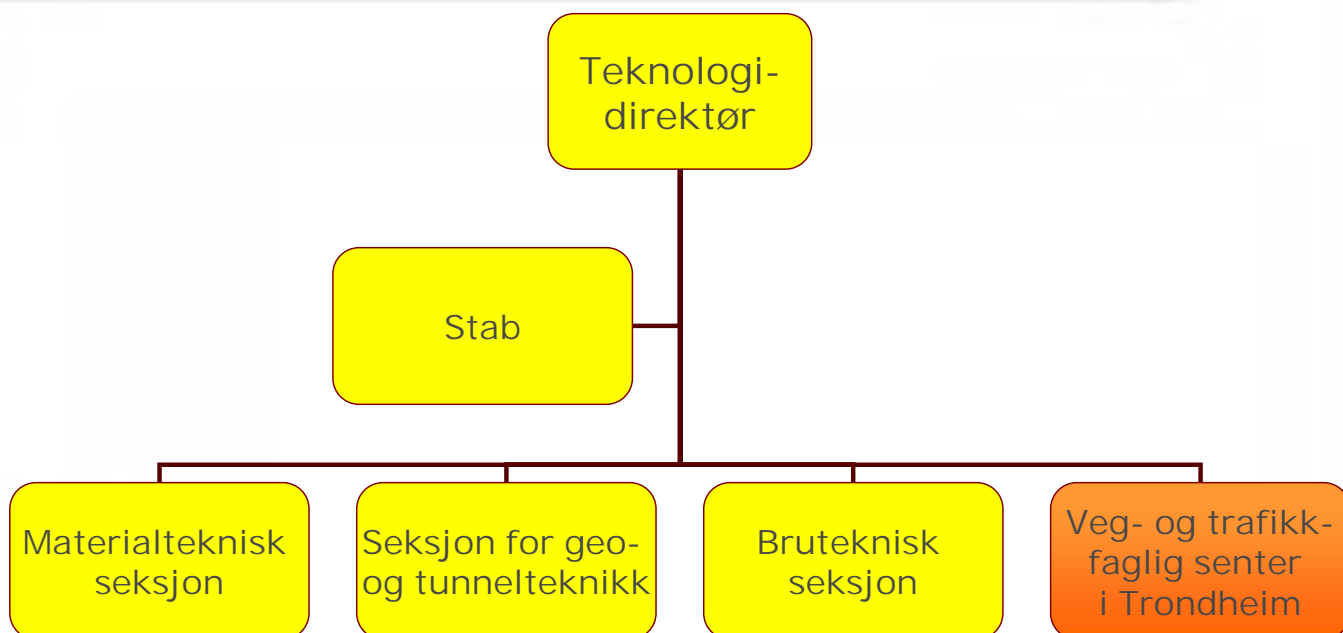 Teknologi-
direktør
Stab
Materialteknisk
seksjon
Seksjon for geo-
og tunnelteknikk
Bruteknisk
seksjon
Veg- og trafikk-
faglig senter
i Trondheim